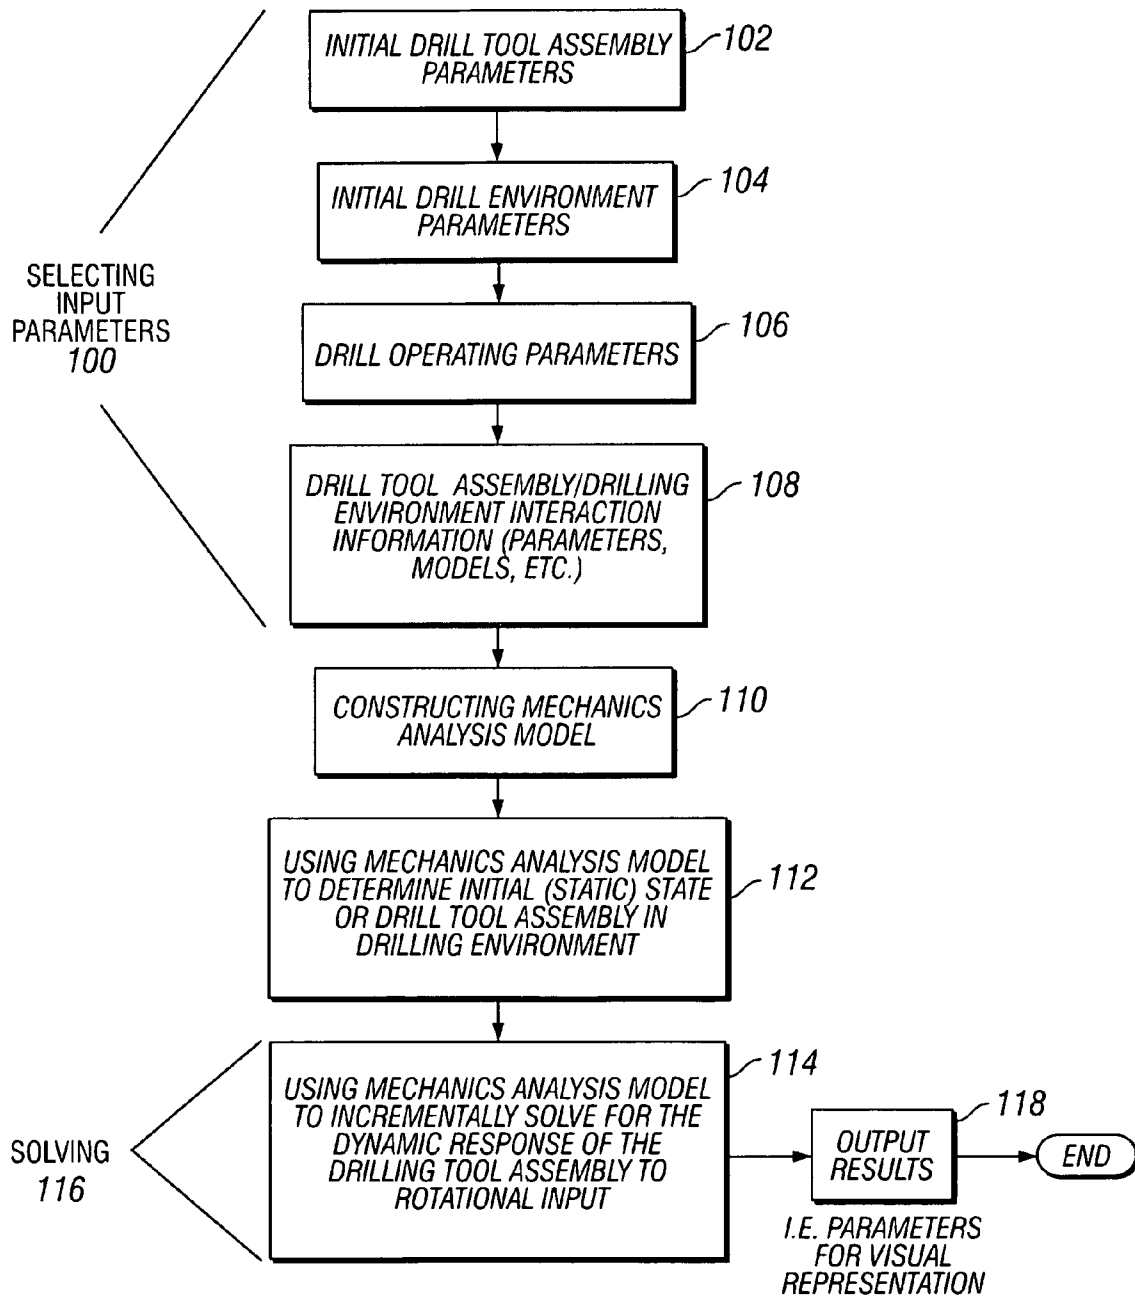 INITIAL DRILL TOOL ASSEMBLY
PARAMETERS
102
INITIAL DRILL ENVIRONMENT
PARAMETERS
104
SELECTING
INPUT
PARAMETERS
100
DRILL OPERATING PARAMETERS
106
DRILL TOOL ASSEMBLY/DRILLING
ENVIRONMENT INTERACTION
INFORMATION (PARAMETERS,
MODELS, ETC.)
108
CONSTRUCTING MECHANICS
ANALYSIS MODEL
110
USING MECHANICS ANALYSIS MODEL
TO DETERMINE INITIAL (STATIC) STATE
OR DRILL TOOL ASSEMBLY IN
DRILLING ENVIRONMENT
112
SOLVING
116
USING MECHANICS ANALYSIS MODEL
TO INCREMENTALLY SOLVE FOR THE
DYNAMIC RESPONSE OF THE
DRILLING TOOL ASSEMBLY TO
ROTATIONAL INPUT
114
OUTPUT
RESULTS
118
I.E. PARAMETERS
FOR VISUAL
REPRESENTATION
END